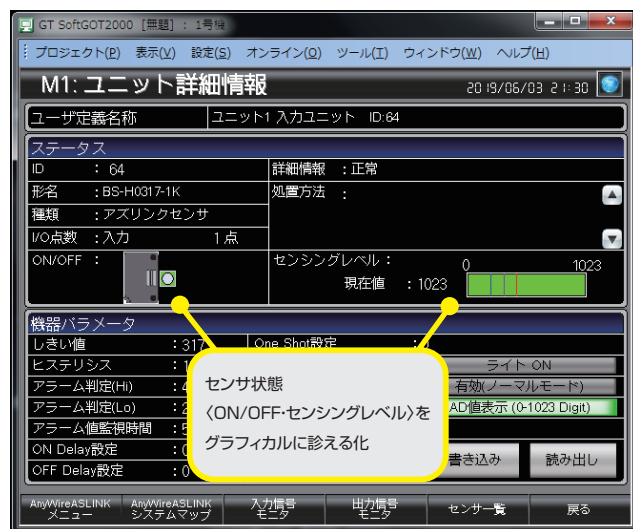 GT SoftGOT2000 [無題] : 1号機
プロジェクト(P) 表示(V) 設定(S) オンライン(O) ツール(T) ウィンドウ(W) ヘルプ(H)
M1: ユニット詳細情報 2019/06/03 21:30
ユーザ定義名称 ユニット1 入力ユニット ID:64
ステータス
ID : 64 詳細情報 : 正常
形名 : BS-H0317-1K 処置方法 :
種類 : アズリンクセンサ
I/O点数 : 入力 1 点
ON/OFF : センシングレベル : 0 1023
現在値 : 1023
機器パラメータ
しきい値 : 317 One Shot設定
ヒステリシス : ライト ON
アラーム判定(Hi) : 有効(ノーマルモード)
アラーム判定(Lo) : AD値表示 (0-1023 Digit)
アラーム値監視時間 :
ON Delay設定 : 書き込み 読み出し
OFF Delay設定 : 0
センサ状態
〈ON/OFF・センシングレベル〉を
グラフィカルに診える化
AnyWireASLINK メニュー AnyWireASLINK システムマップ 入力信号 モニタ 出力信号 モニタ センサ一覧 戻る